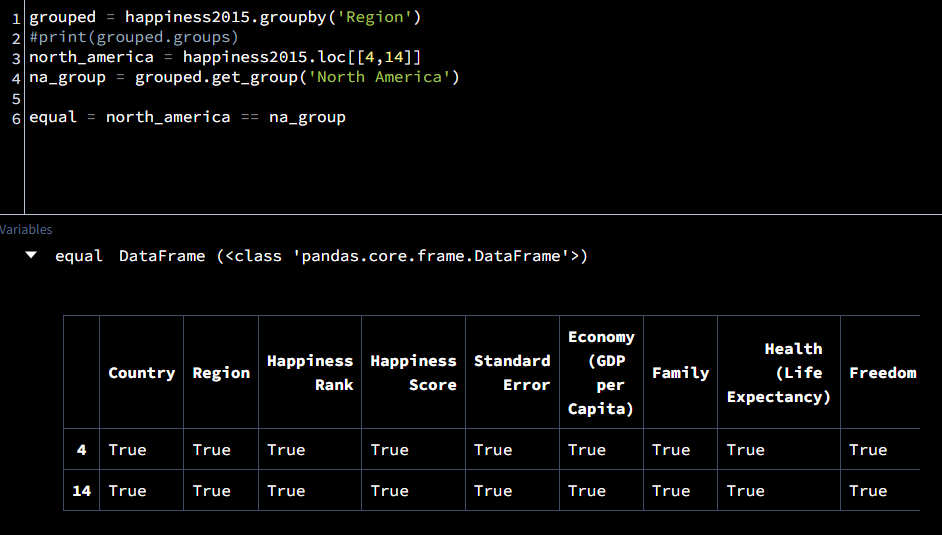 1 grouped = happiness2015.groupby('Region')
2 #print(grouped.groups)
3 north_america = happiness2015.loc[[4,14]]
4 na_group = grouped.get_group('North America')
5
6 equal = north_america == na_group
Variables
equal DataFrame (<class 'pandas.core.frame.DataFrame'>)
Country Region Happiness Rank Happiness Score Standard Error Economy (GDP per Capita) Family Health (Life Expectancy) Freedom
4 True True True True True True True True True
14 True True True True True True True True True